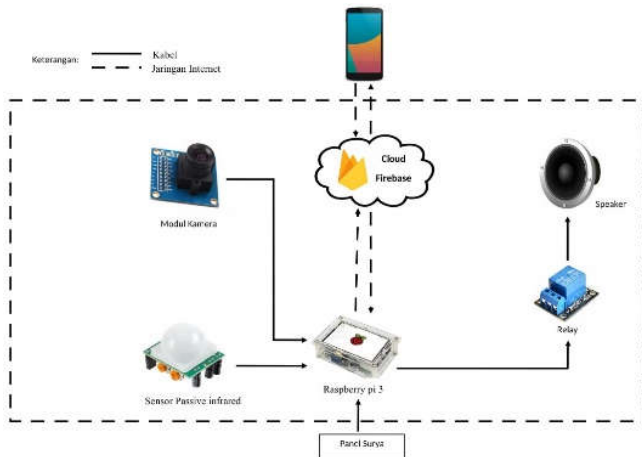 Keterangan:
Kabel
Jaringan Internet
Cloud
Firebase
Modul Kamera
Speaker
Relay
Sensor Passive infrared
Raspberry pi 3
Panel Surya